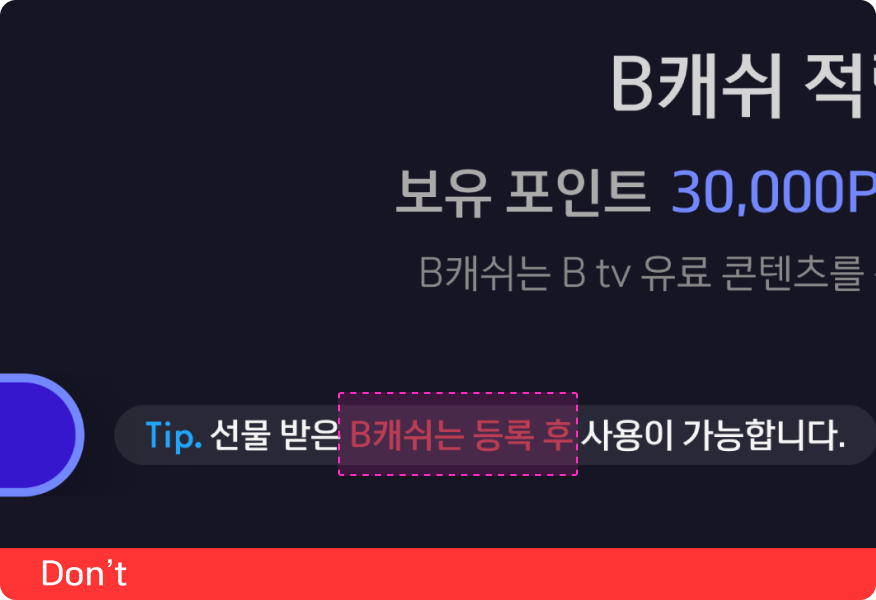 B캐쉬
보유 포인트 30,000P
B캐쉬는 B tv 유료 콘텐츠를
Tip. 선물 받은 B캐쉬는 등록 후 사용이 가능합니다.
Don’t